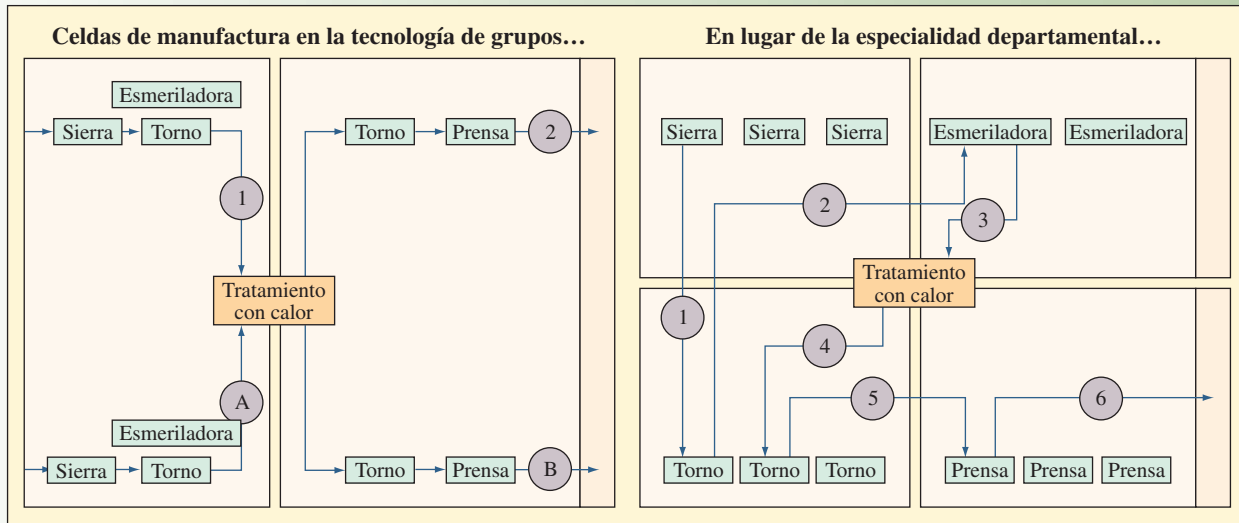 Celdas de manufactura en la tecnología de grupos…
Esmeriladora
Sierra
Torno
1
Torno
Prensa
2
Tratamiento
con calor
A
Esmeriladora
Sierra
Torno
Torno
Prensa
B
En lugar de la especialidad departamental…
Sierra
Sierra
Sierra
Esmeriladora
Esmeriladora
2
3
Tratamiento
con calor
1
4
5
6
Torno
Torno
Torno
Prensa
Prensa
Prensa